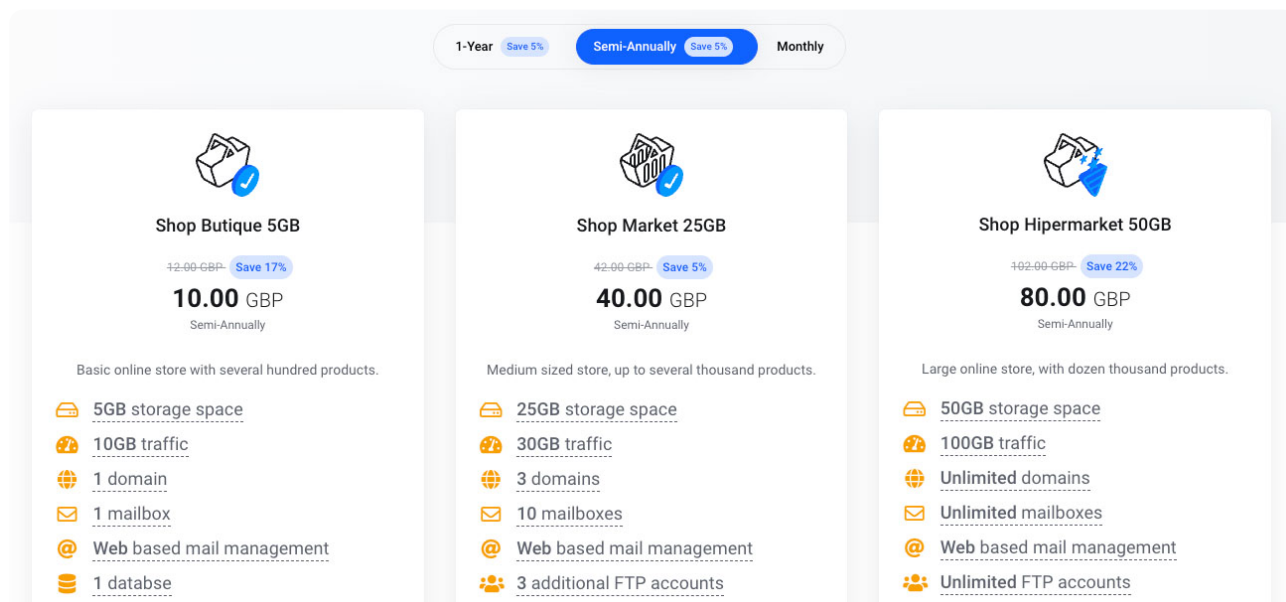 1-Year Save 5% Semi-Annually Save 5% Monthly
Shop Butique 5GB
12.00 GBP Save 17%
10.00 GBP
Semi-Annually
Basic online store with several hundred products.
5GB storage space
10GB traffic
1 domain
1 mailbox
Web based mail management
1 databse
Shop Market 25GB
42.00 GBP Save 5%
40.00 GBP
Semi-Annually
Medium sized store, up to several thousand products.
25GB storage space
30GB traffic
3 domains
10 mailboxes
Web based mail management
3 additional FTP accounts
Shop Hipermarket 50GB
102.00 GBP Save 22%
80.00 GBP
Semi-Annually
Large online store, with dozen thousand products.
50GB storage space
100GB traffic
Unlimited domains
Unlimited mailboxes
Web based mail management
Unlimited FTP accounts